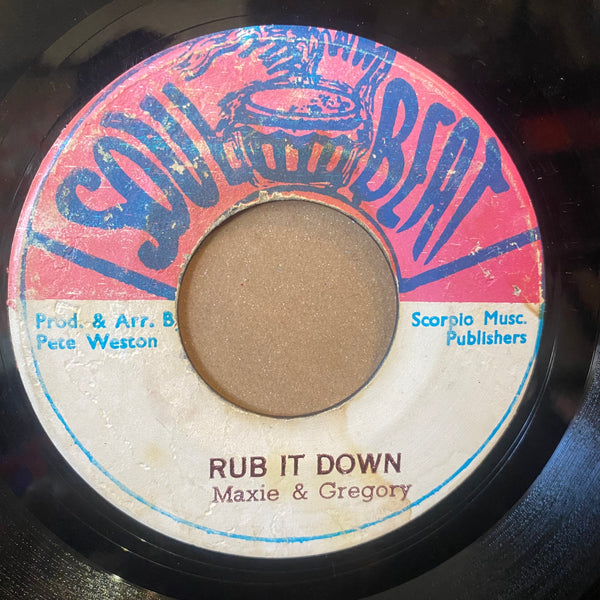 SOUL BEAT
Prod. & Arr. B
Pete Weston
Scorpio Musc.
Publishers
RUB IT DOWN
Maxie & Gregory